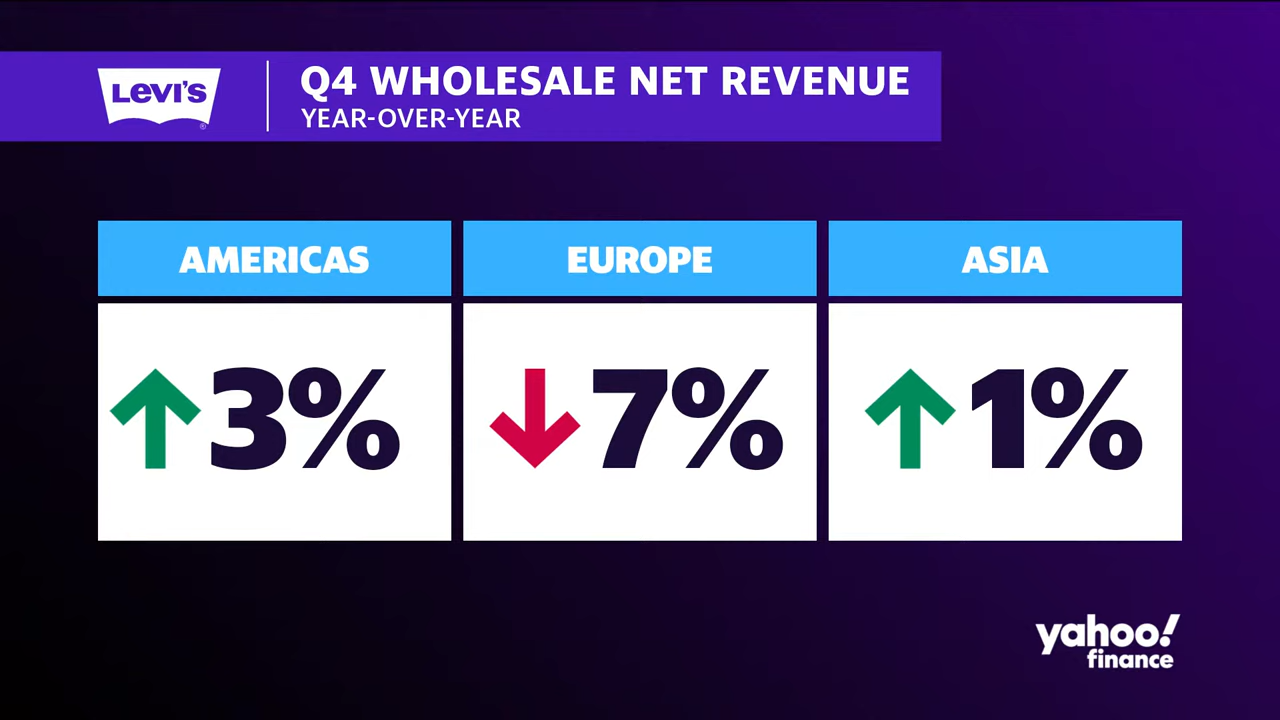 LEVI'S
®
Q4 WHOLESALE NET REVENUE
YEAR-OVER-YEAR
AMERICAS
EUROPE
ASIA
3%
7%
1%
yahoo!
finance